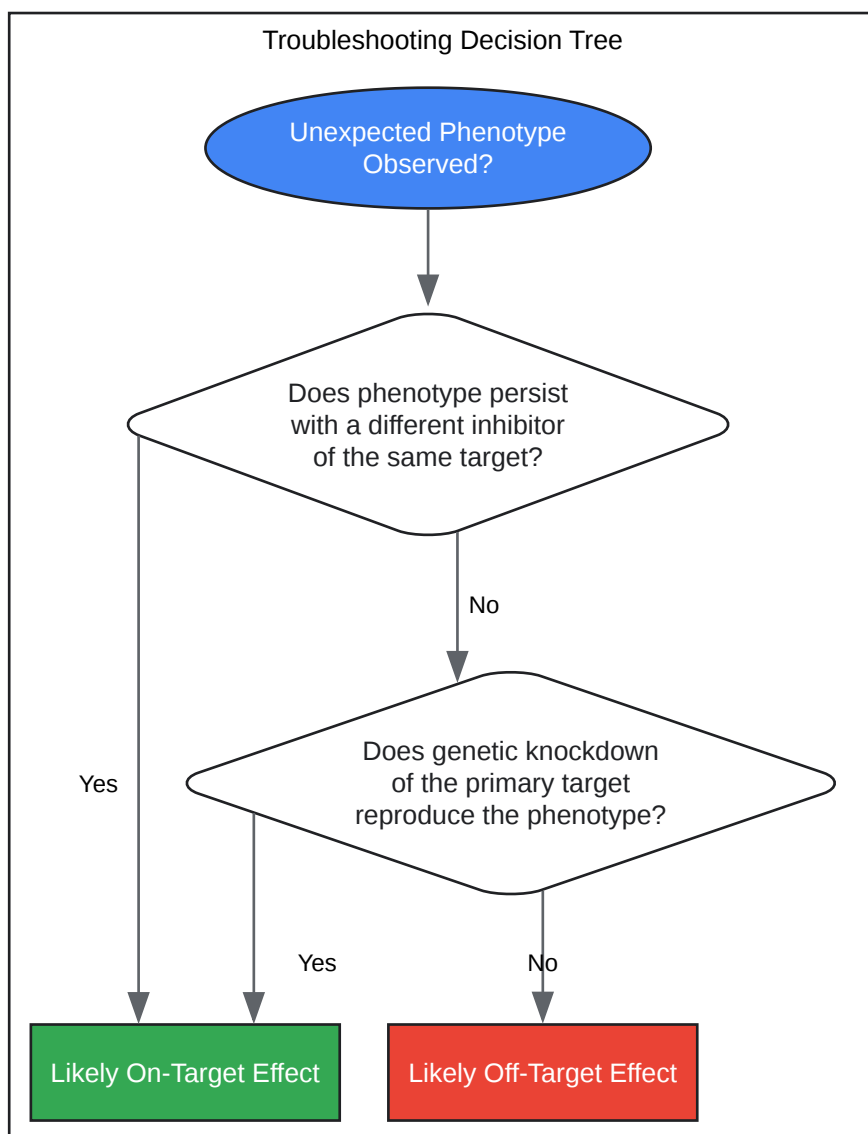 Troubleshooting Decision Tree
Unexpected Phenotype
Observed?
Does phenotype persist
with a different inhibitor
of the same target?
No
Does genetic knockdown
of the primary target
reproduce the phenotype?
Yes
Yes
No
Likely On-Target Effect
Likely Off-Target Effect